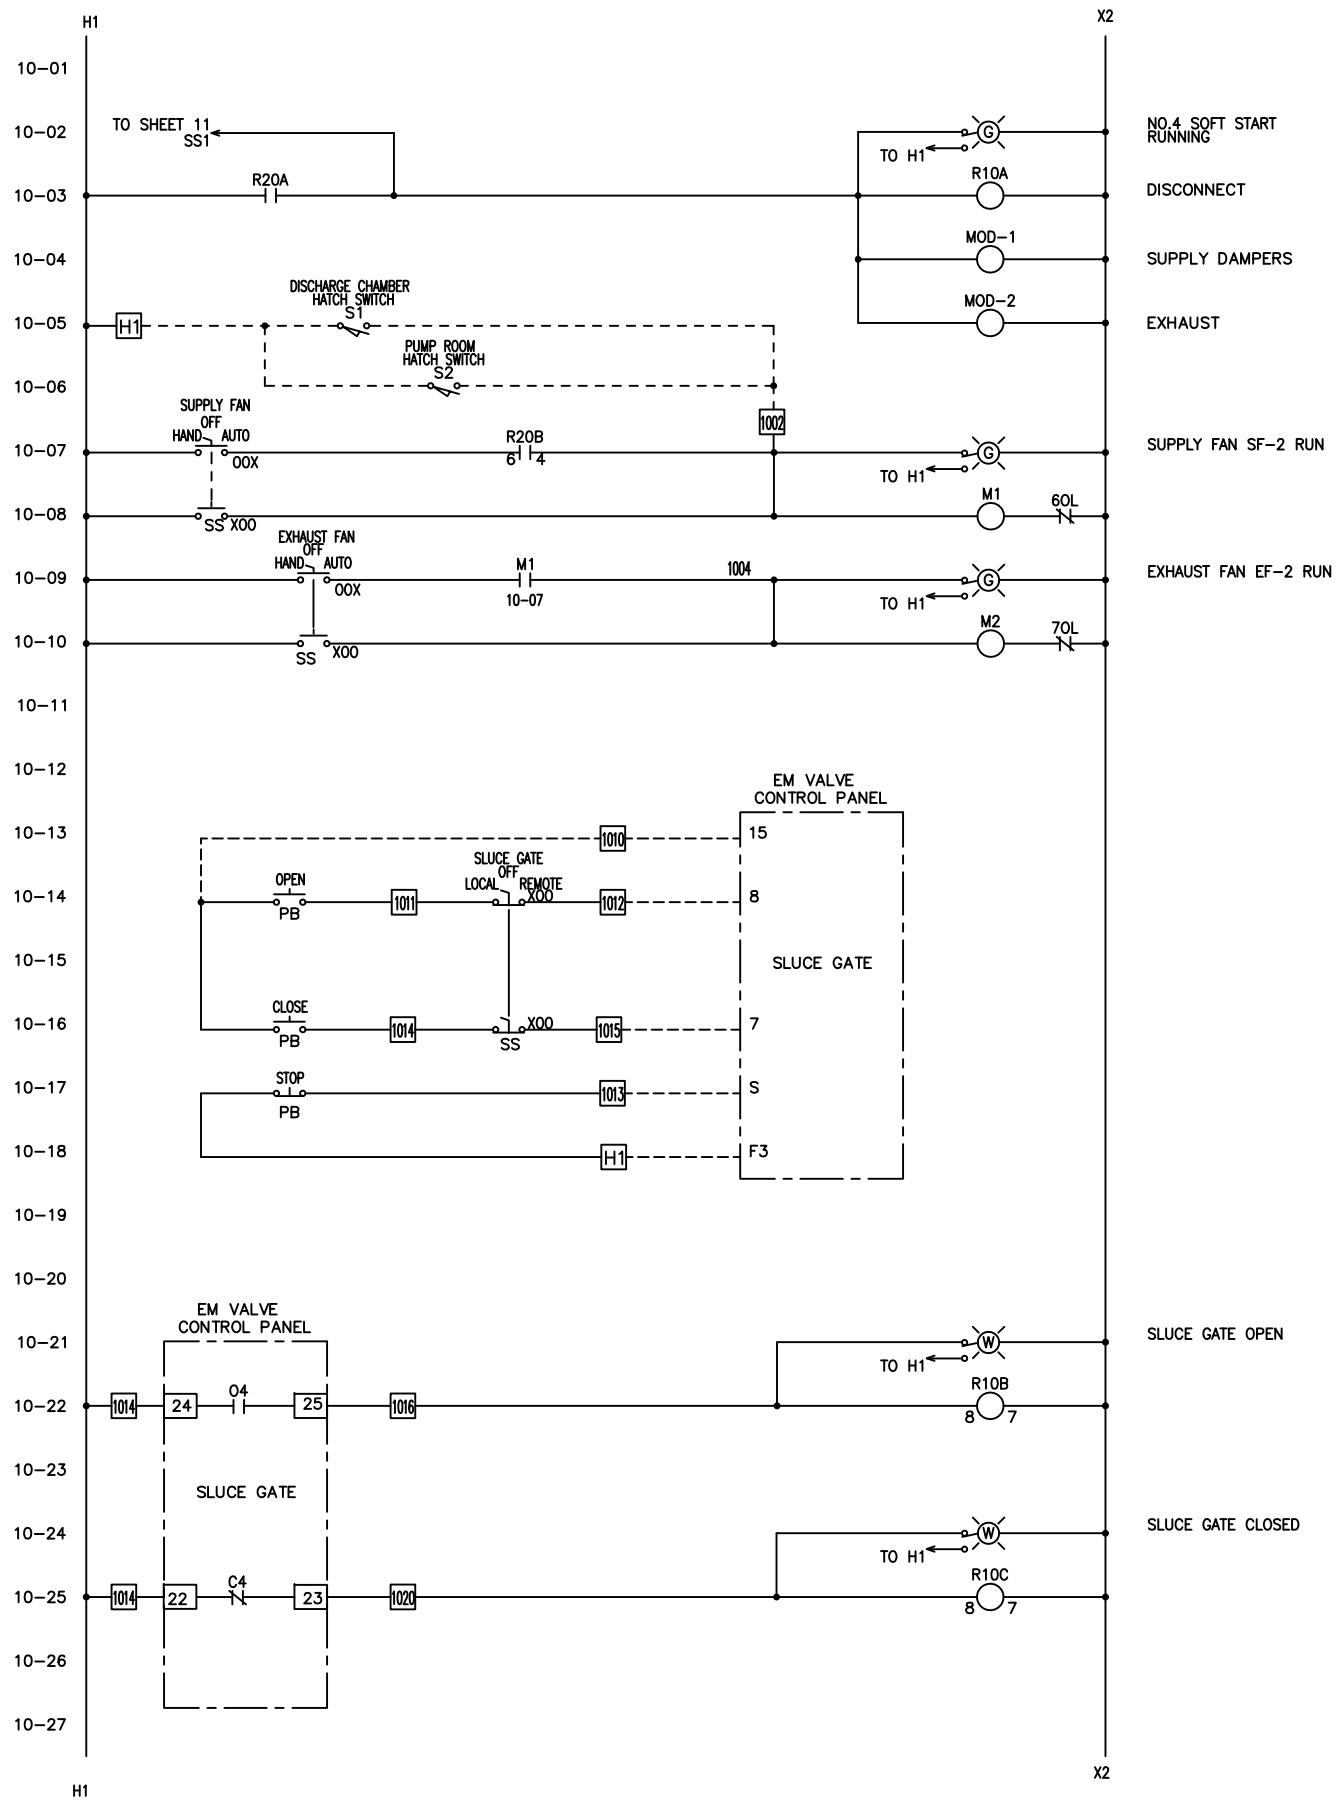 H1
X2
10-01
TO SHEET 11
SS1
10-02
G
TO H1
NO.4 SOFT START
RUNNING
R20A
10-03
R10A
DISCONNECT
10-04
MOD-1
SUPPLY DAMPERS
DISCHARGE CHAMBER
HATCH SWITCH
S1
10-05
H1
MOD-2
EXHAUST
PUMP ROOM
HATCH SWITCH
S2
10-06
1002
SUPPLY FAN
OFF
HAND AUTO
10-07
OOX
R20B
6 4
G
TO H1
SUPPLY FAN SF-2 RUN
10-08
SS XOO
M1
6OL
EXHAUST FAN
OFF
HAND AUTO
10-09
OOX
M1
10-07
1004
G
TO H1
EXHAUST FAN EF-2 RUN
10-10
SS XOO
M2
7OL
10-11
10-12
EM VALVE
CONTROL PANEL
10-13
1010
15
SLUCE GATE
OFF
LOCAL REMOTE
10-14
OPEN
PB
1011
XOO
1012
8
10-15
SLUCE GATE
10-16
CLOSE
PB
1014
XOO
SS
1015
7
10-17
STOP
PB
1013
S
10-18
H1
F3
10-19
10-20
EM VALVE
CONTROL PANEL
10-21
W
TO H1
SLUCE GATE OPEN
10-22
1014
24
O4
25
1016
R10B
8 7
10-23
SLUCE GATE
10-24
W
TO H1
SLUCE GATE CLOSED
10-25
1014
22
C4
23
1020
R10C
8 7
10-26
10-27
H1
X2